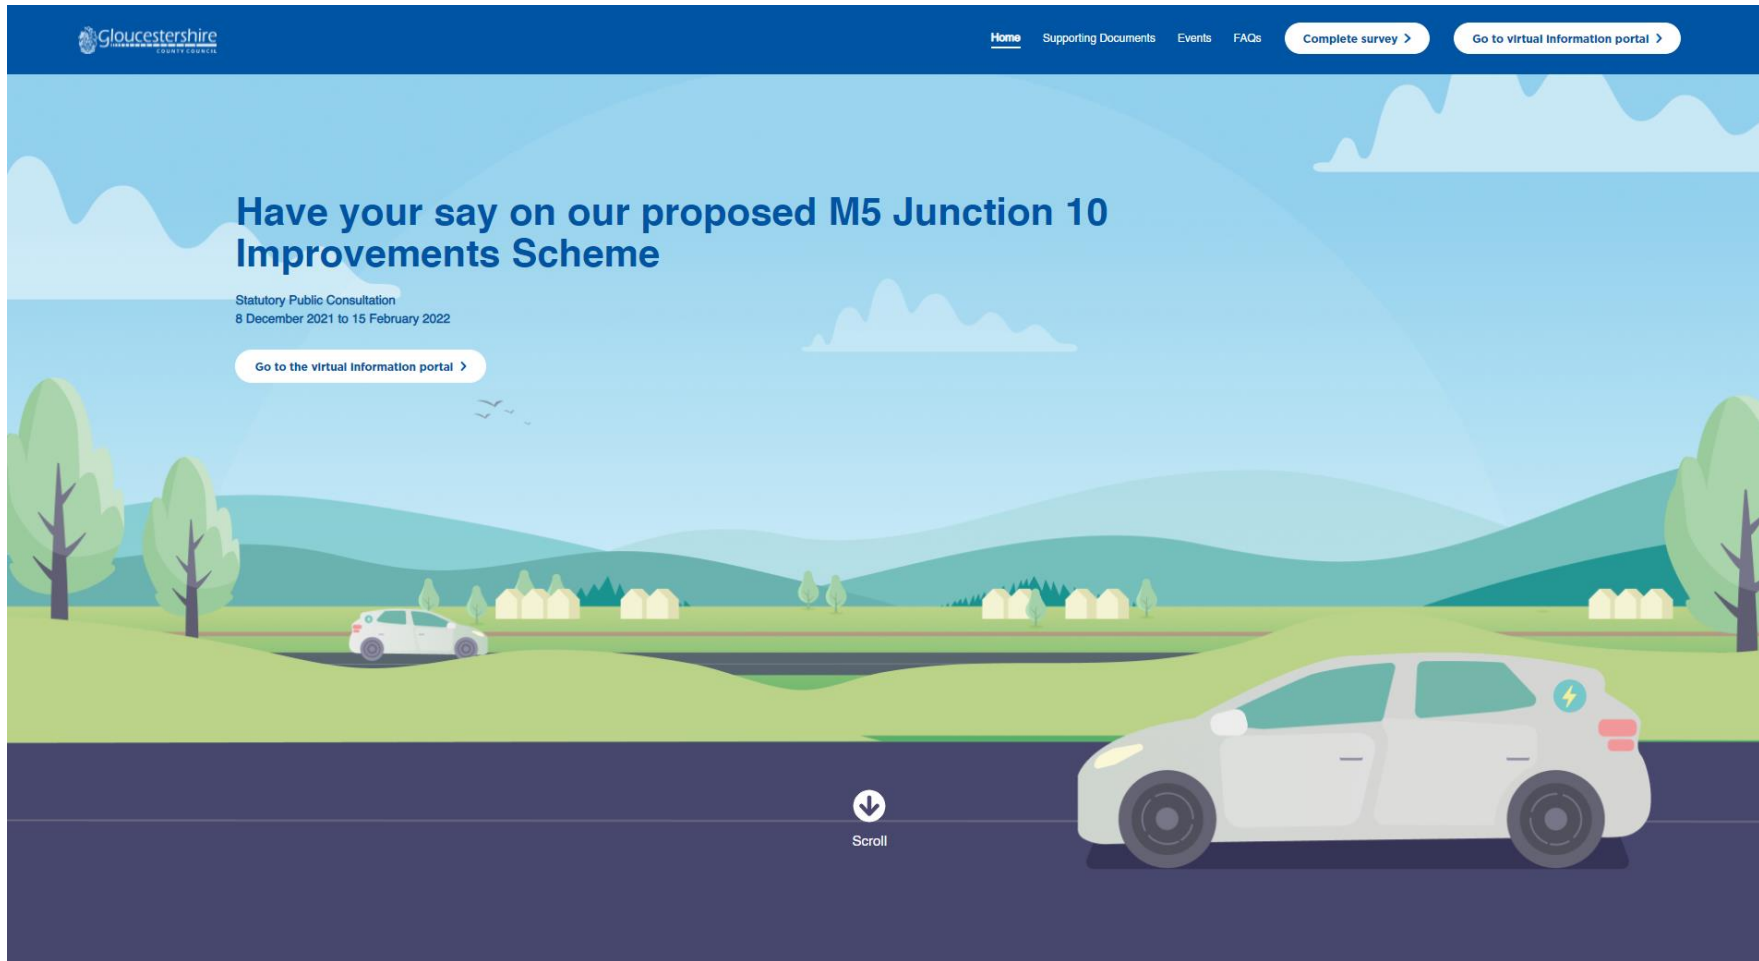 Gloucestershire
COUNTY COUNCIL
Home
Supporting Documents
Events
FAQs
Complete survey
Go to virtual information portal
Have your say on our proposed M5 Junction 10
Improvements Scheme
Statutory Public Consultation
8 December 2021 to 15 February 2022
Go to the virtual information portal
Scroll